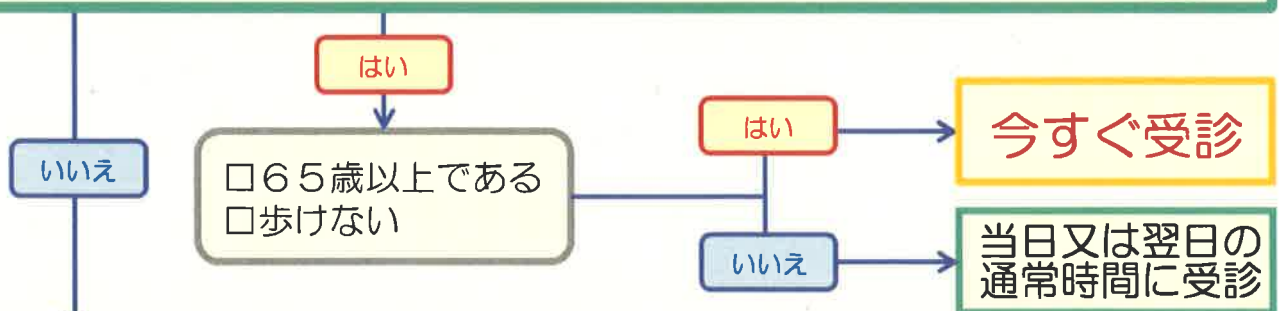 はい
はい
今すぐ受診
いいえ
□65歳以上である
□歩けない
いいえ
当日又は翌日の
通常時間に受診